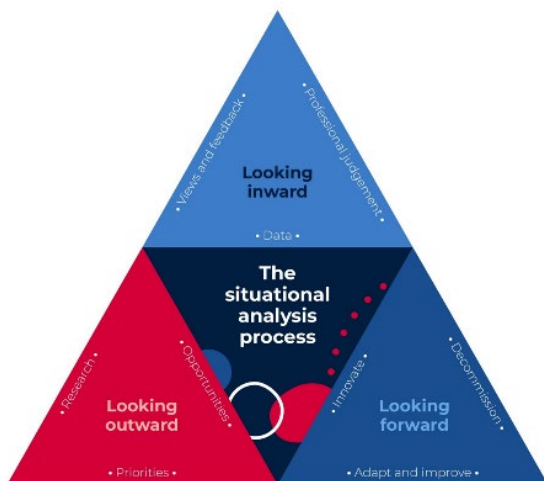 • Views and feedback •
• Professional judgement •
Looking
inward
• Data •
The
situational
analysis
process
• Research •
• Opportunities •
Looking
outward
• Priorities •
• Innovate •
• Decommission •
Looking
forward
• Adapt and improve •